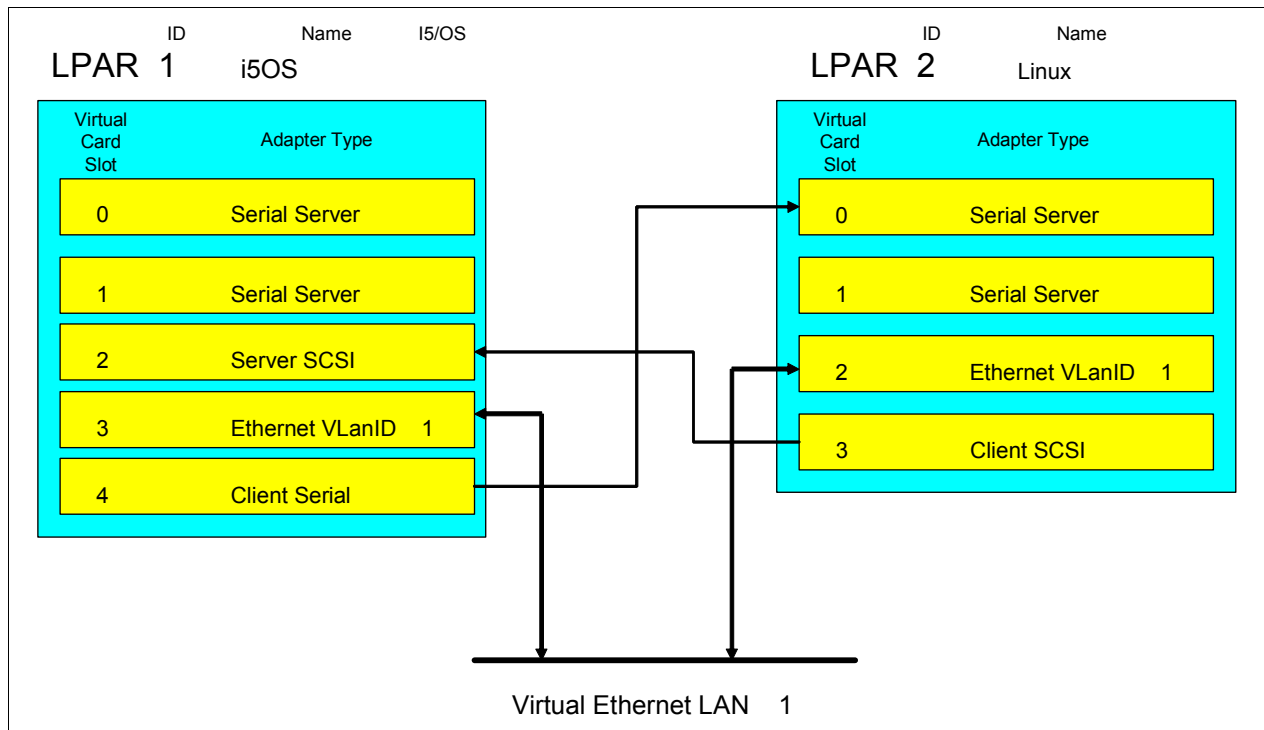 ID Name I5/OS
LPAR 1 i5OS
Virtual
Card
Slot
Adapter Type
0 Serial Server
1 Serial Server
2 Server SCSI
3 Ethernet VLanID 1
4 Client Serial
ID Name
LPAR 2 Linux
Virtual
Card
Slot
Adapter Type
0 Serial Server
1 Serial Server
2 Ethernet VLanID 1
3 Client SCSI
Virtual Ethernet LAN 1